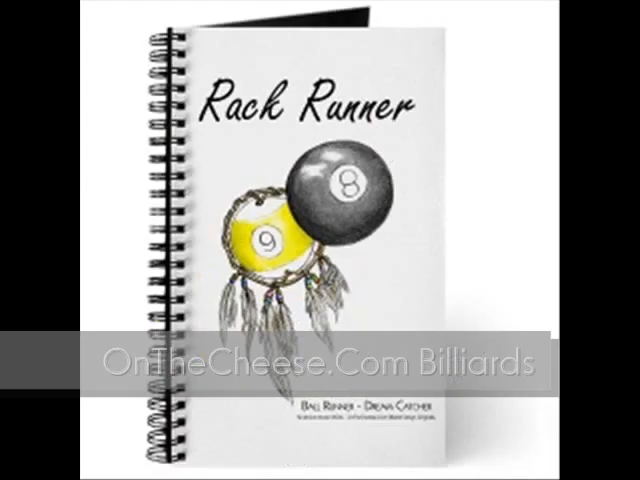 Rack Runner
8
9
OnTheCheese.Com Billiards
Ball Runner - Dream Catcher